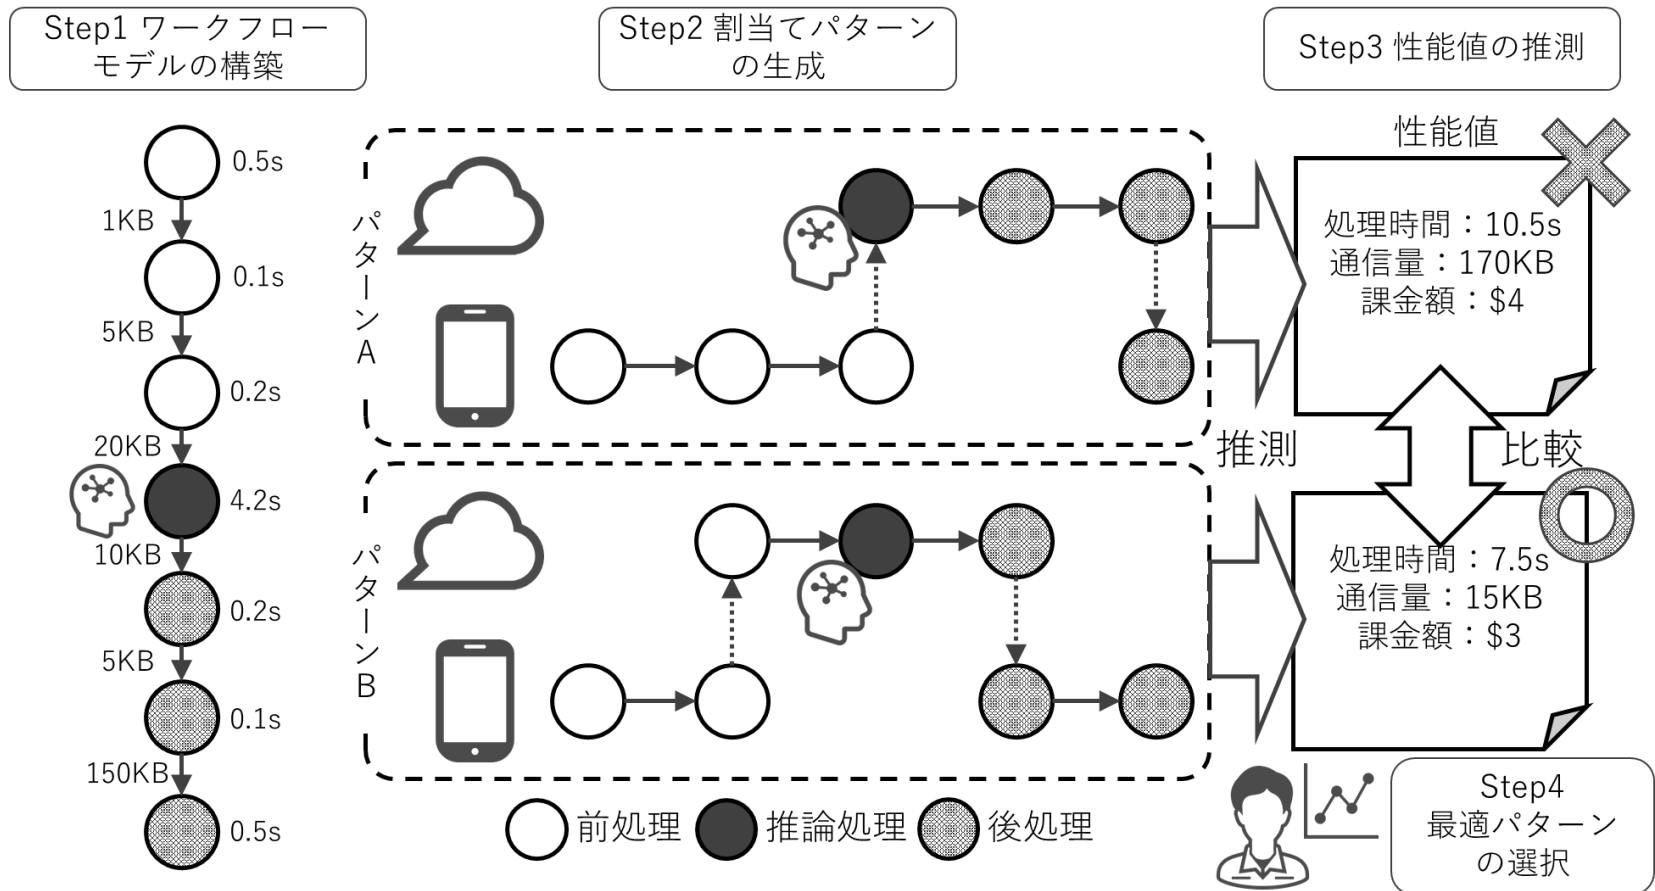 Step1 ワークフロー
モデルの構築
Step2 割当てパターン
の生成
Step3 性能値の推測
0.5s
1KB
0.1s
5KB
0.2s
20KB
4.2s
10KB
0.2s
5KB
0.1s
150KB
0.5s
パターンA
パターンB
前処理
推論処理
後処理
推測
性能値
処理時間：10.5s
通信量：170KB
課金額：$4
比較
処理時間：7.5s
通信量：15KB
課金額：$3
Step4
最適パターン
の選択